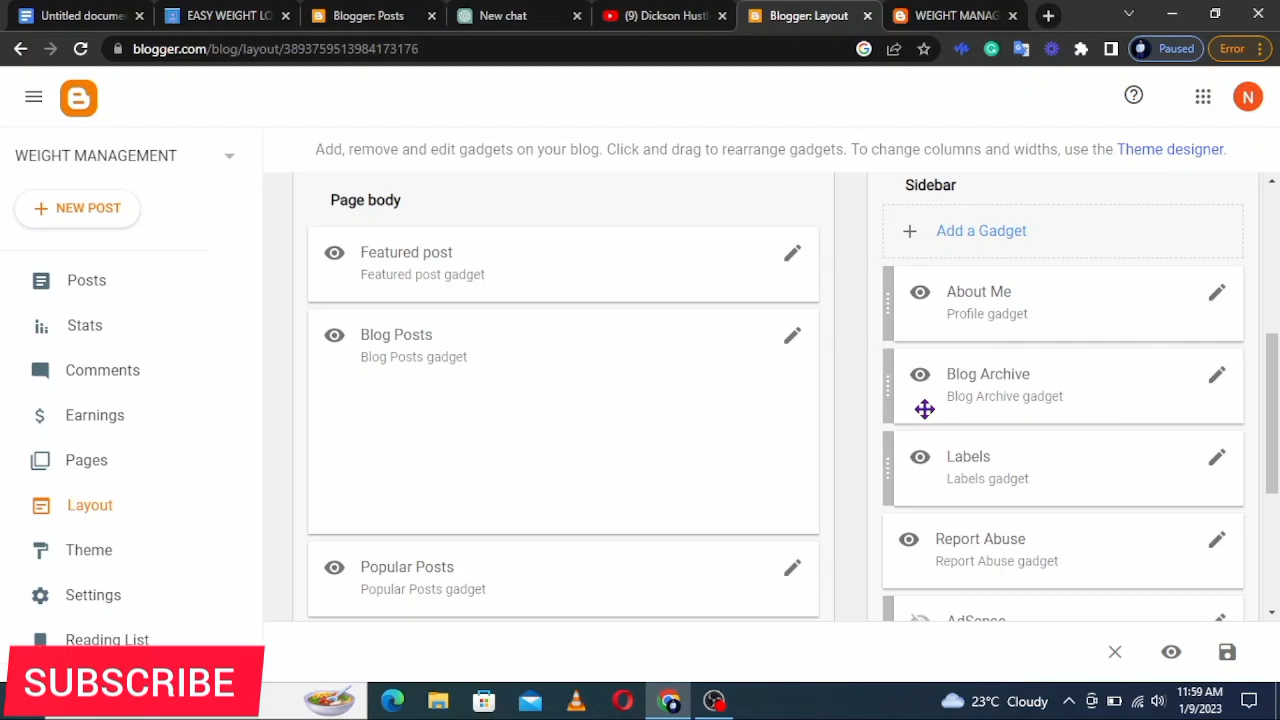 Untitled documen
EASY WEIGHT LO
Blogger: Posts
New chat
(9) Dickson Hustl
Blogger: Layout
WEIGHT MANAG
blogger.com/blog/layout/3893759513984173176
Paused
Error
N
WEIGHT MANAGEMENT
Add, remove and edit gadgets on your blog. Click and drag to rearrange gadgets. To change columns and widths, use the Theme designer.
NEW POST
Posts
Stats
Comments
Earnings
Pages
Layout
Theme
Settings
Reading List
Page body
Featured post
Featured post gadget
Blog Posts
Blog Posts gadget
Popular Posts
Popular Posts gadget
Sidebar
Add a Gadget
About Me
Profile gadget
Blog Archive
Blog Archive gadget
Labels
Labels gadget
Report Abuse
Report Abuse gadget
AdSense
SUBSCRIBE
23°C Cloudy
11:59 AM
1/9/2023